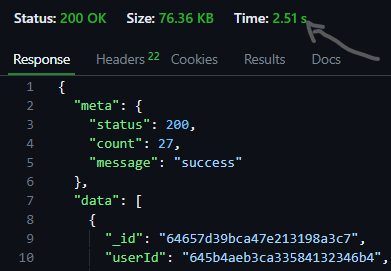 Status: 200 OK Size: 76.36 KB Time: 2.51 s
Response Headers 22 Cookies Results Docs
1 {
2 "meta": {
3 "status": 200,
4 "count": 27,
5 "message": "success"
6 },
7 "data": [
8 {
9 "_id": "64657d39bca47e213198a3c7",
10 "userId": "645b4aeb3ca33584132346b4",